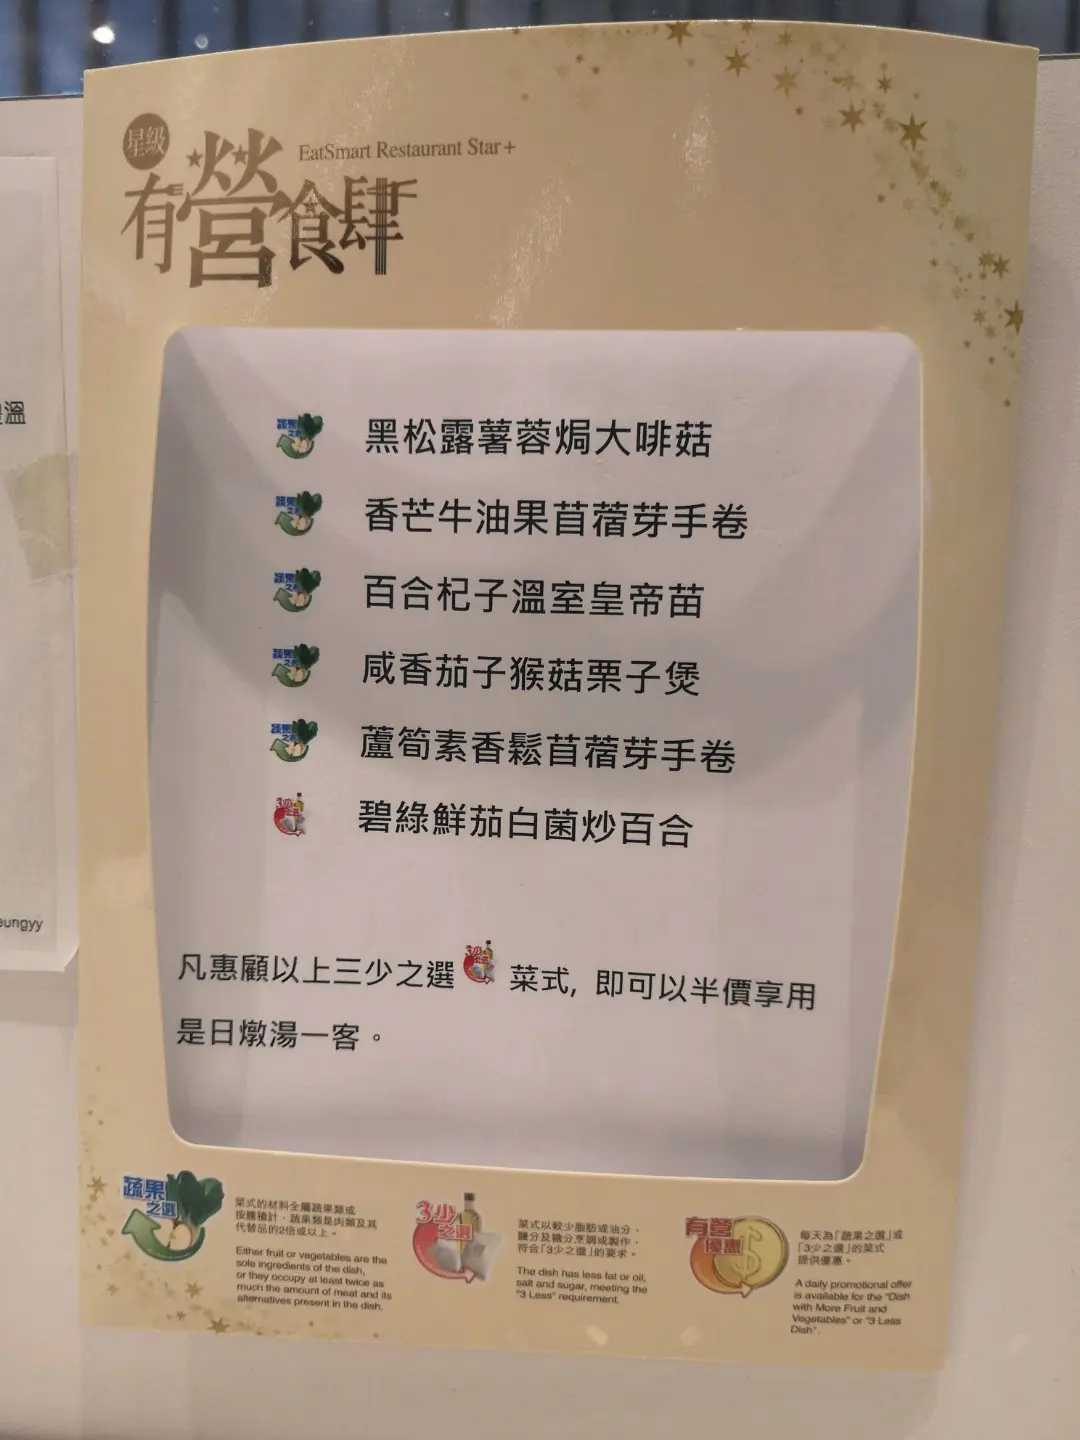 星級
有營食肆
EatSmart Restaurant Star+
溫
黑松露薯蓉焗大啡菇
香芒牛油果苜蓿芽手卷
百合杞子溫室皇帝苗
咸香茄子猴菇栗子煲
蘆筍素香鬆苜蓿芽手卷
碧綠鮮茄白菌炒百合
eungyy
凡惠顧以上三少之選 菜式, 即可以半價享用
是日燉湯一客。
蔬果
之選
菜式的材料全屬蔬果類或
按體積計，蔬果類是肉類及其
代替品的2倍或以上。
Either fruit or vegetables are the
sole ingredients of the dish,
or they occupy at least twice as
much the amount of meat and its
alternatives present in the dish.
3少
之選
菜式以較少脂肪或油分、
鹽分及糖分烹調或製作，
符合「3少之選」的要求。
The dish has less fat or oil,
salt and sugar, meeting the
"3 Less" requirement.
有營
優惠
每天為「蔬果之選」或
「3少之選」的菜式
提供優惠。
A daily promotional offer
is available for the "Dish
with More Fruit and
Vegetables" or "3 Less
Dish".